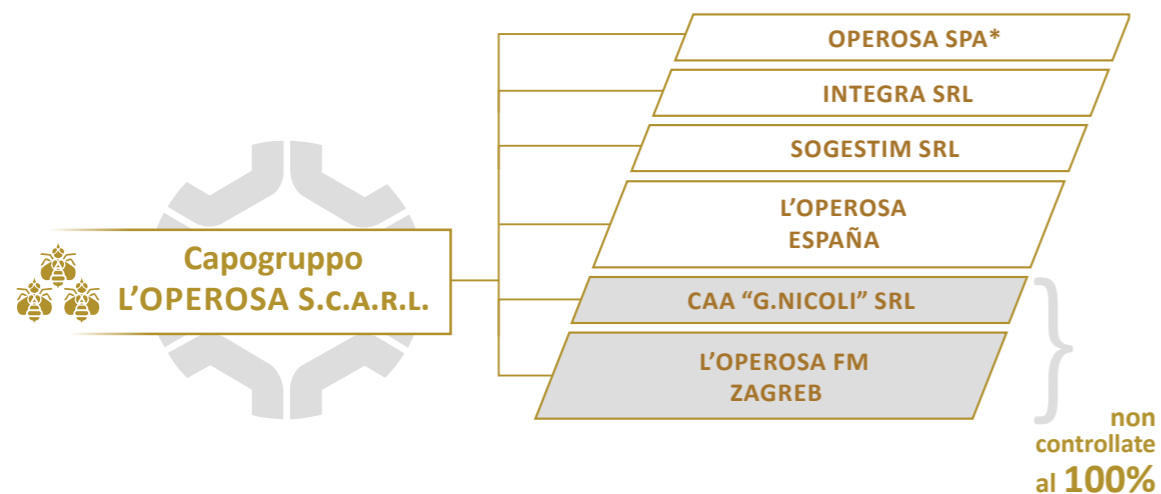 Capogruppo
L’OPEROSA S.C.A.R.L.
OPEROSA SPA*
INTEGRA SRL
SOGESTIM SRL
L’OPEROSA
ESPAÑA
CAA “G.NICOLI” SRL
L’OPEROSA FM
ZAGREB
non
controllate
al 100%